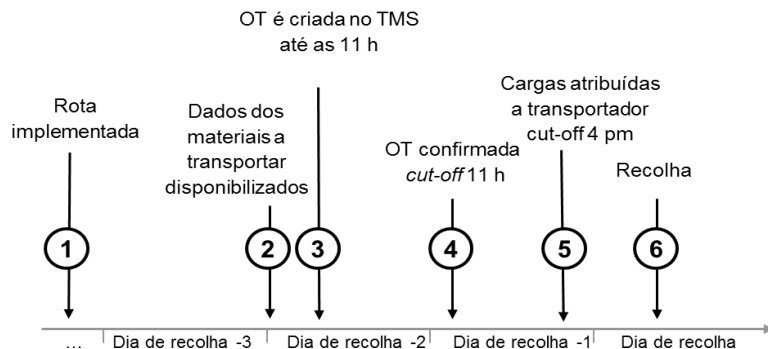 OT é criada no TMS
até as 11 h
Rota
implementada
Dados dos
materiais a
transportar
disponibilizados
OT confirmada
cut-off 11 h
Cargas atribuídas
a transportador
cut-off 4 pm
Recolha
1
2
3
4
5
6
...
Dia de recolha -3
Dia de recolha -2
Dia de recolha -1
Dia de recolha